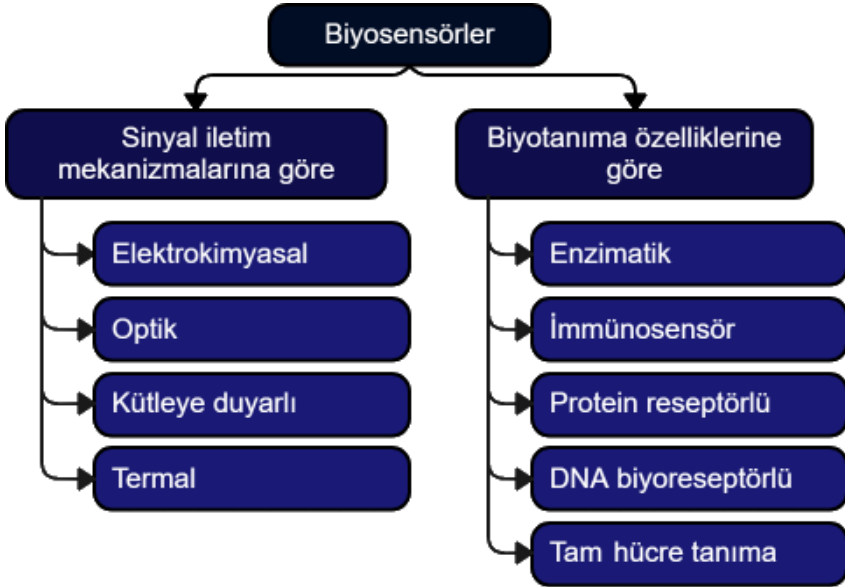 Biyosensörler
Sinyal iletim
mekanizmalarına göre
Elektrokimyasal
Optik
Kütleye duyarlı
Termal
Biyotanıma özelliklerine
göre
Enzimatik
İmmünosensör
Protein reseptörlü
DNA biyoreseptörlü
Tam hücre tanıma